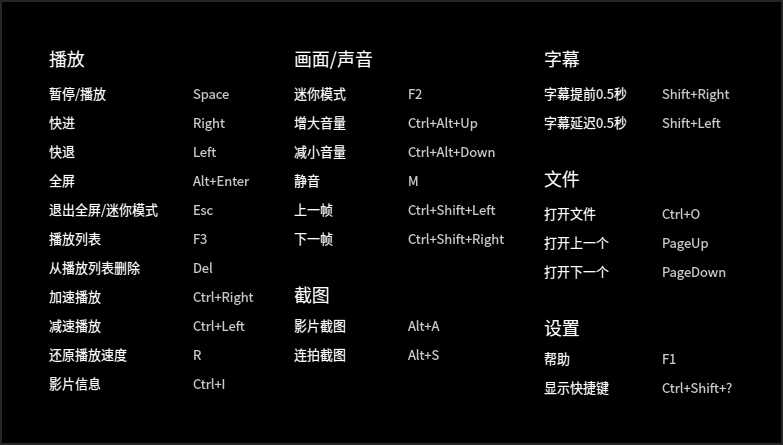 播放
暂停/播放 Space
快进 Right
快退 Left
全屏 Alt+Enter
退出全屏/迷你模式 Esc
播放列表 F3
从播放列表删除 Del
加速播放 Ctrl+Right
减速播放 Ctrl+Left
还原播放速度 R
影片信息 Ctrl+I
画面/声音
迷你模式 F2
增大音量 Ctrl+Alt+Up
减小音量 Ctrl+Alt+Down
静音 M
上一帧 Ctrl+Shift+Left
下一帧 Ctrl+Shift+Right
截图
影片截图 Alt+A
连拍截图 Alt+S
字幕
字幕提前0.5秒 Shift+Right
字幕延迟0.5秒 Shift+Left
文件
打开文件 Ctrl+O
打开上一个 PageUp
打开下一个 PageDown
设置
帮助 F1
显示快捷键 Ctrl+Shift+?